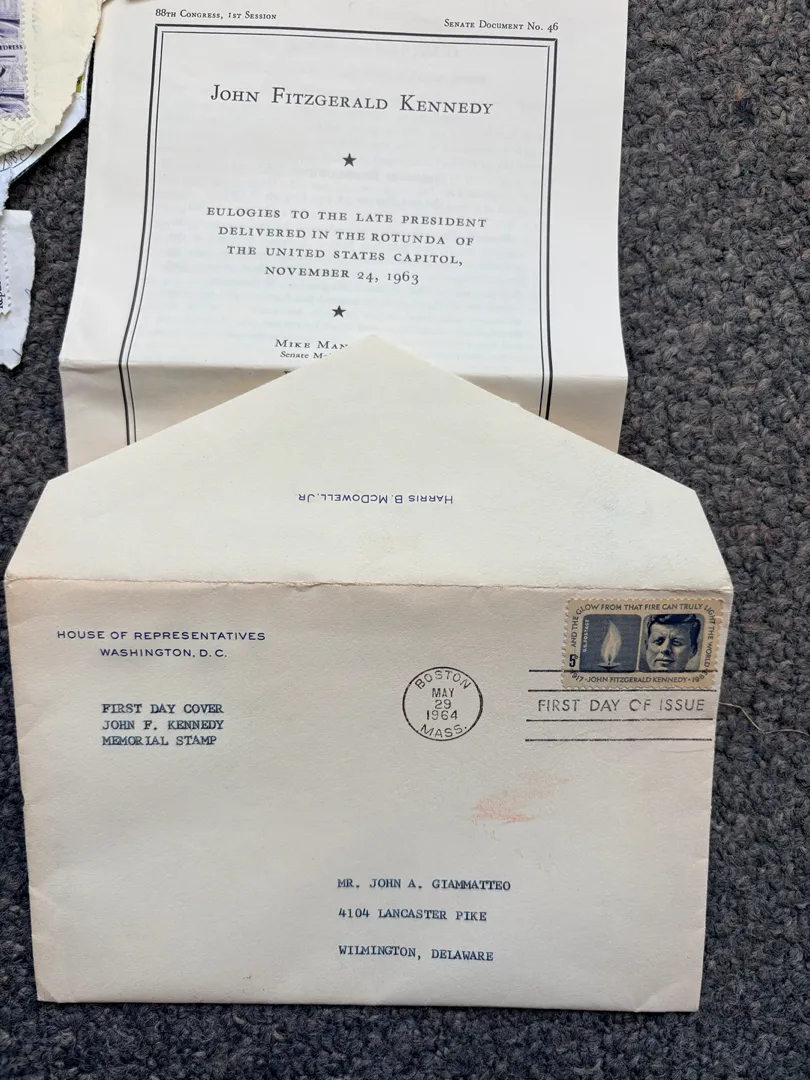 88TH CONGRESS, 1ST SESSION
SENATE DOCUMENT NO. 46
JOHN FITZGERALD KENNEDY
EULOGIES TO THE LATE PRESIDENT
DELIVERED IN THE ROTUNDA OF
THE UNITED STATES CAPITOL,
NOVEMBER 24, 1963
MIKE MAN
Senate M
HARRIS B. MCDOWELL, JR.
HOUSE OF REPRESENTATIVES
WASHINGTON, D.C.
FIRST DAY COVER
JOHN F. KENNEDY
MEMORIAL STAMP
BOSTON
MAY
29
1964
MASS.
AND THE GLOW FROM THAT FIRE CAN TRULY LIGHT THE WORLD
U.S. POSTAGE
5¢
1917·JOHN FITZGERALD KENNEDY·19
FIRST DAY OF ISSUE
MR. JOHN A. GIAMMATTEO
4104 LANCASTER PIKE
WILMINGTON, DELAWARE